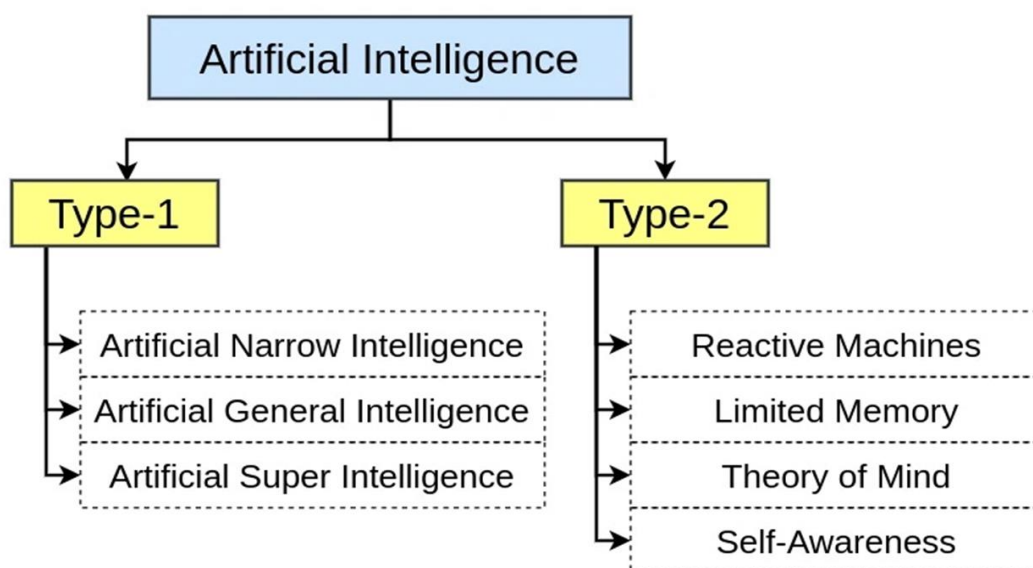 Artificial Intelligence
Type-1
Artificial Narrow Intelligence
Artificial General Intelligence
Artificial Super Intelligence
Type-2
Reactive Machines
Limited Memory
Theory of Mind
Self-Awareness